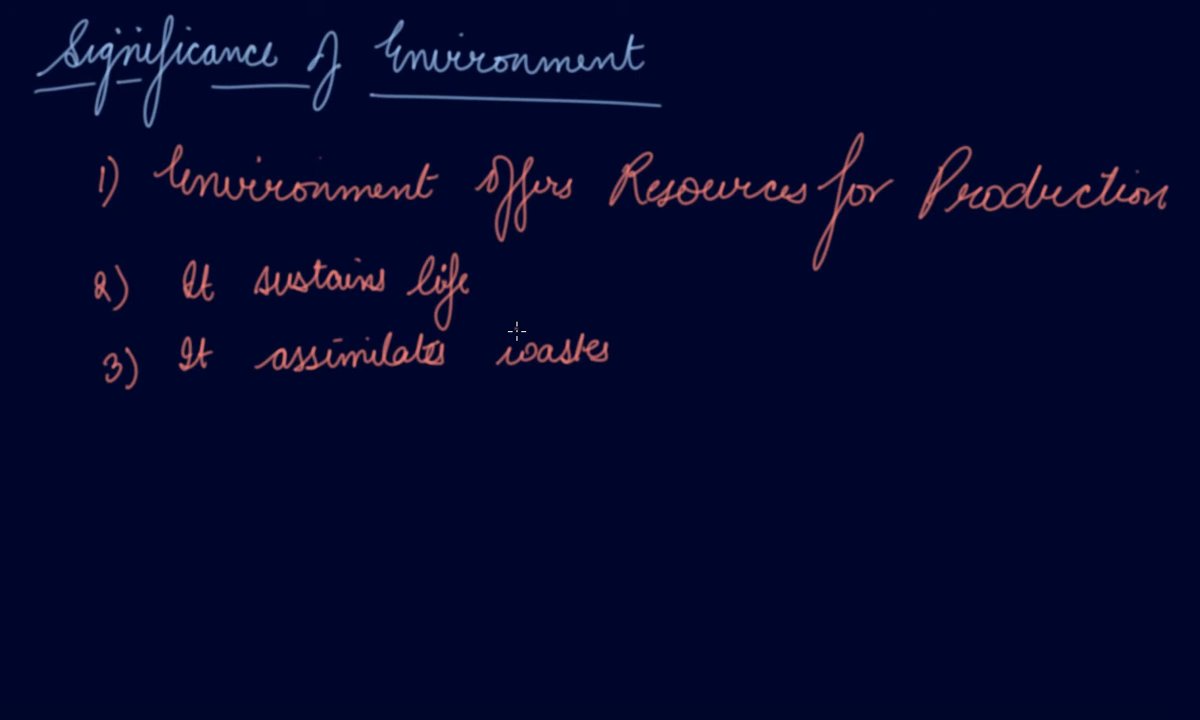 Significance of Environment
1) Environment offers Resources for Production
2) It sustains life
3) It assimilates wastes